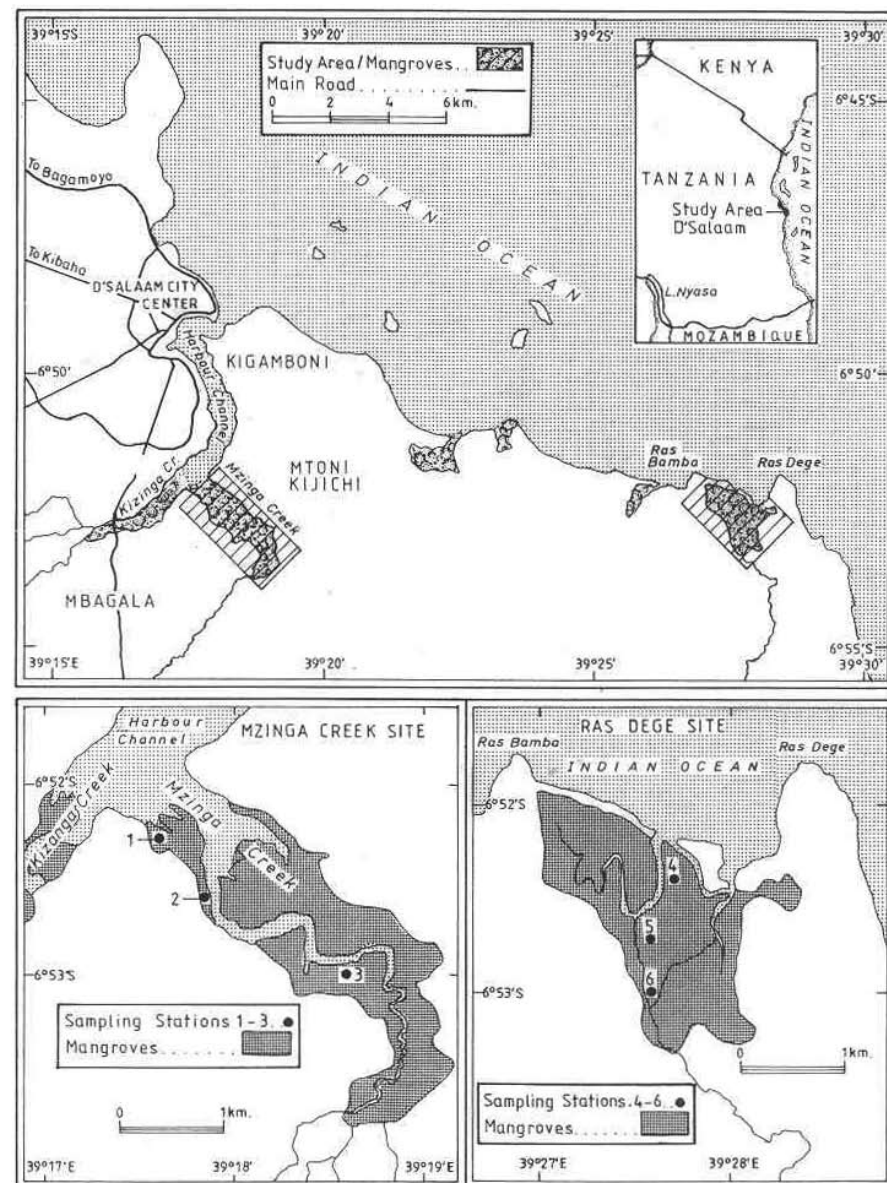 39°15'S
39°20'
39°25'
39°30'
Study Area/Mangroves..
Main Road
0 2 4 6 km.
KENYA
TANZANIA
Study Area
D'Salaam
INDIAN OCEAN
L.Nyasa
MOZAMBIQUE
6°45'S
To Bagamoyo
To Kibaha
D'SALAAM CITY
CENTER
INDIAN OCEAN
Harbour Channel
KIGAMBONI
6°50'
6°50'
Kizinga Cr.
Mzinga Creek
MTONI
KIJICHI
Ras
Bamba
Ras Dege
MBAGALA
6°55'S
39°15'E
39°20'
39°25'
39°30'
Harbour
Channel
MZINGA CREEK SITE
6°52'S
Kizanga Creek
Mzinga
Creek
1
2
3
6°53'S
Sampling Stations 1-3..
Mangroves
0 1km.
39°17'E
39°18'
39°19'E
RAS DEGE SITE
Ras Bamba
Ras Dege
INDIAN OCEAN
6°52'S
4
5
6
6°53'S
0 1km.
Sampling Stations.4-6..
Mangroves
39°27'E
39°28'E